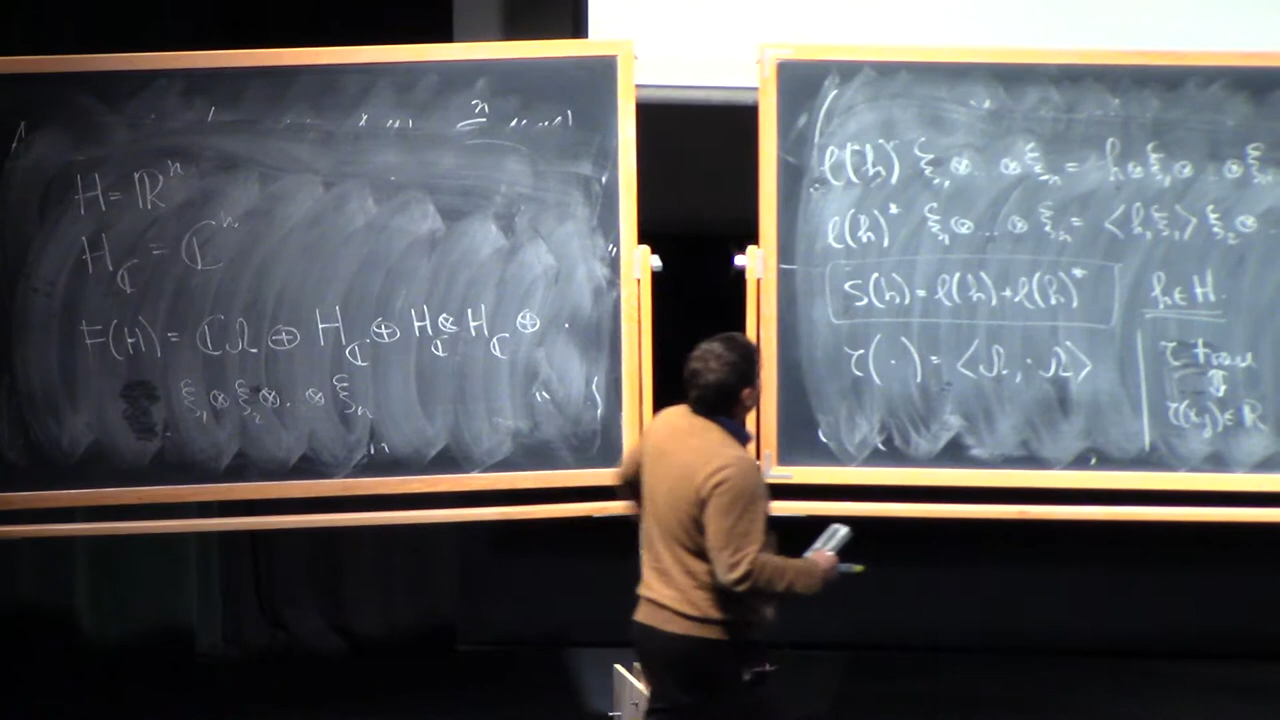 H = ℝⁿ
H_ℂ = ℂⁿ
F(H) = ℂΩ ⊕ H_ℂ ⊕ H_ℂ ⊗ H_ℂ ⊕ .
ξ₁ ⊗ ξ₂ ⊗ .. ⊗ ξₙ
ℓ(h) ξ₁ ⊗ .. ⊗ ξₙ = h ⊗ ξ₁ ⊗ .. ⊗ ξₙ
ℓ(h)* ξ₁ ⊗ ... ⊗ ξₙ = <h, ξ₁> ξ₂ ⊗ ..
S(h) = ℓ(h) + ℓ(h)* h ∈ H.
τ(·) = <Ω, · Ω>
τ
τ(x_j) ∈ ℝ